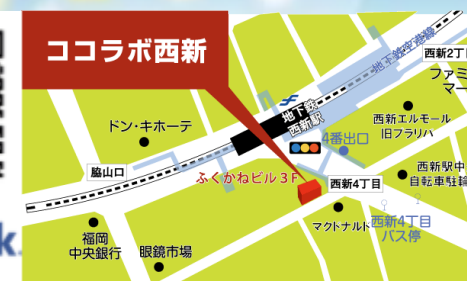 ココラボ西新
地下鉄空港線
西新2丁
ファミ
マー
地下鉄
西新駅
ドン・キホーテ
4番出口
西新エルモール
旧プラリバ
脇山口
ふくかねビル3F
西新4丁目
西新駅中
自転車駐輪
マクドナルド
西新4丁目
バス停
福岡
中央銀行
眼鏡市場
k.